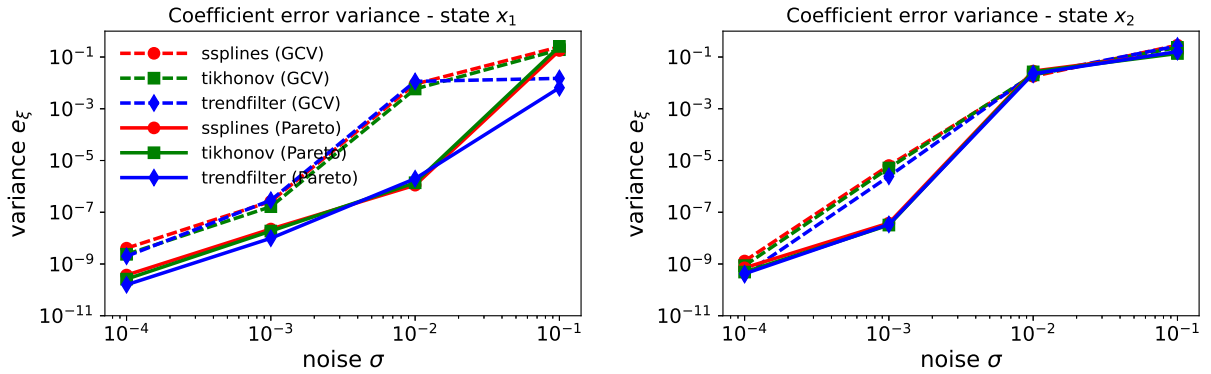 Coefficient error variance - state x₁
variance e_ξ
10⁻¹
10⁻³
10⁻⁵
10⁻⁷
10⁻⁹
10⁻¹¹
ssplines (GCV)
tikhonov (GCV)
trendfilter (GCV)
ssplines (Pareto)
tikhonov (Pareto)
trendfilter (Pareto)
10⁻⁴ 10⁻³ 10⁻² 10⁻¹
noise σ
Coefficient error variance - state x₂
variance e_ξ
10⁻¹
10⁻³
10⁻⁵
10⁻⁷
10⁻⁹
10⁻¹¹
10⁻⁴ 10⁻³ 10⁻² 10⁻¹
noise σ